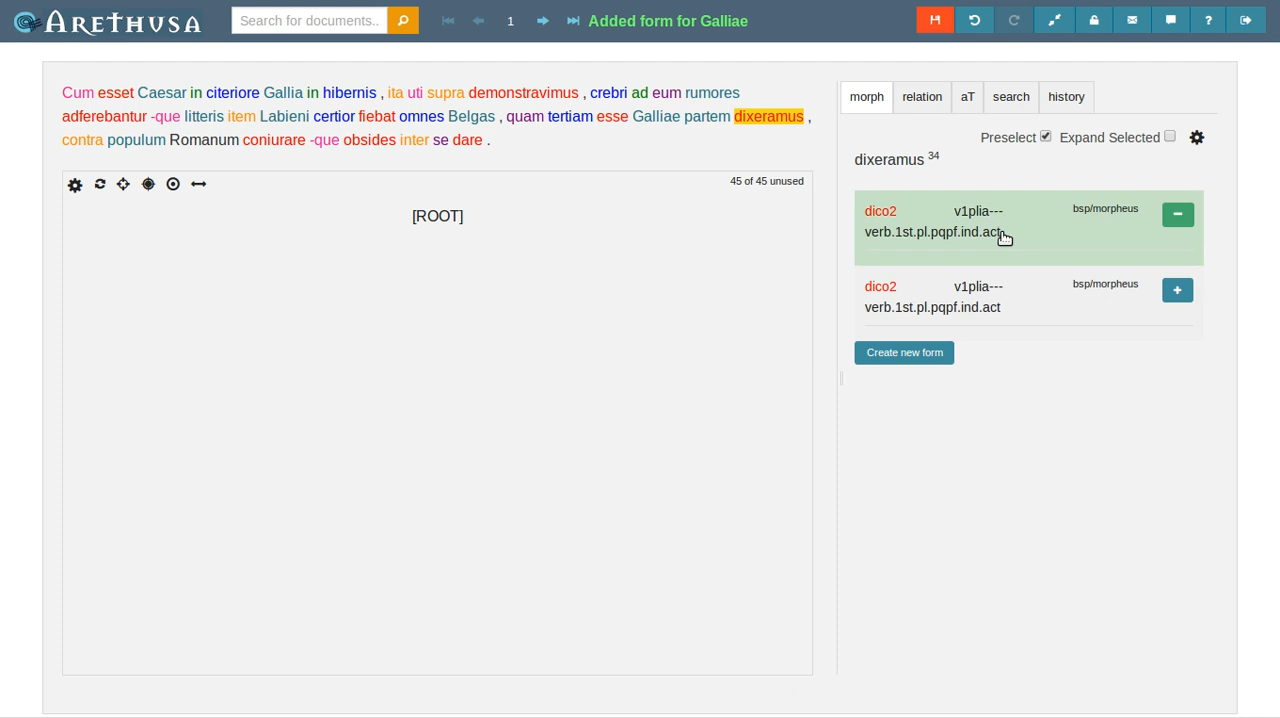 ARETHUSA Search for documents.. 1 Added form for Galliae ?
Cum esset Caesar in citeriore Gallia in hibernis , ita uti supra demonstravimus , crebri ad eum rumores
adferebantur -que litteris item Labieni certior fiebat omnes Belgas , quam tertiam esse Galliae partem dixeramus ,
contra populum Romanum coniurare -que obsides inter se dare .
45 of 45 unused
[ROOT]
morph relation aT search history
Preselect Expand Selected
dixeramus 34
dico2 v1plia--- bsp/morpheus
verb.1st.pl.pqpf.ind.act
dico2 v1plia--- bsp/morpheus
verb.1st.pl.pqpf.ind.act
Create new form